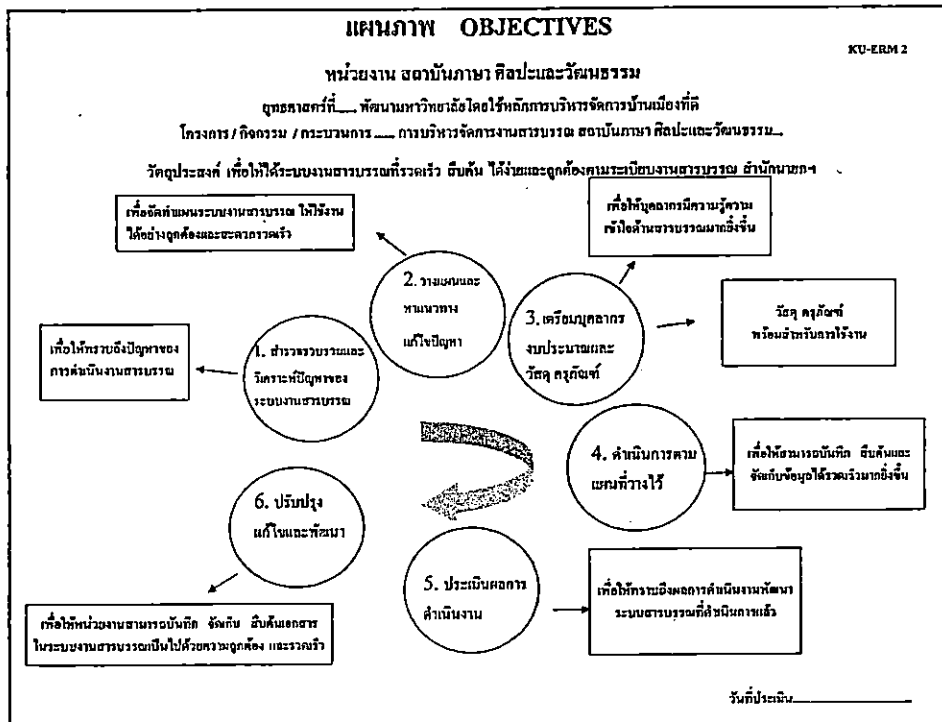 แผนภาพ OBJECTIVES
KU-ERM 2
หน่วยงาน สถาบันภาษา ศิลปะและวัฒนธรรม
ยุทธศาสตร์ที่...... พัฒนามหาวิทยาลัยโดยใช้หลักการบริหารจัดการบ้านเมืองที่ดี
โครงการ / กิจกรรม / กระบวนการ...... การบริหารจัดการงานสารบรรณ สถาบันภาษา ศิลปะและวัฒนธรรม...
วัตถุประสงค์ เพื่อให้ได้ระบบงานสารบรรณที่รวดเร็ว สืบค้น ได้ง่ายและถูกต้องตามระเบียบงานสารบรรณ สำนักนายกฯ
เพื่อจัดทำแผนระบบงานสารบรรณ ให้ใช้งาน
ได้อย่างถูกต้องและสะดวกรวดเร็ว
เพื่อให้บุคลากรมีความรู้ความ
เข้าใจด้านสารบรรณมากยิ่งขึ้น
2. วางแผนและ
หาแนวทาง
แก้ไขปัญหา
3. เตรียมบุคลากร
งบประมาณและ
วัสดุ ครุภัณฑ์
วัสดุ ครุภัณฑ์
พร้อมสำหรับการใช้งาน
เพื่อให้ทราบถึงปัญหาของ
การดำเนินงานสารบรรณ
1. สำรวจรวบรวมและ
วิเคราะห์ปัญหาของ
ระบบงานสารบรรณ
4. ดำเนินการตาม
แผนที่วางไว้
เพื่อให้สามารถบันทึก สืบค้นและ
จัดเก็บข้อมูลได้รวดเร็วมากยิ่งขึ้น
6. ปรับปรุง
แก้ไขและพัฒนา
5. ประเมินผลการ
ดำเนินงาน
เพื่อให้ทราบถึงผลการดำเนินงานพัฒนา
ระบบสารบรรณที่ดำเนินการแล้ว
เพื่อให้หน่วยงานสามารถบันทึก จัดเก็บ สืบค้นเอกสาร
ในระบบงานสารบรรณเป็นไปด้วยความถูกต้อง และรวดเร็ว
วันที่ประเมิน